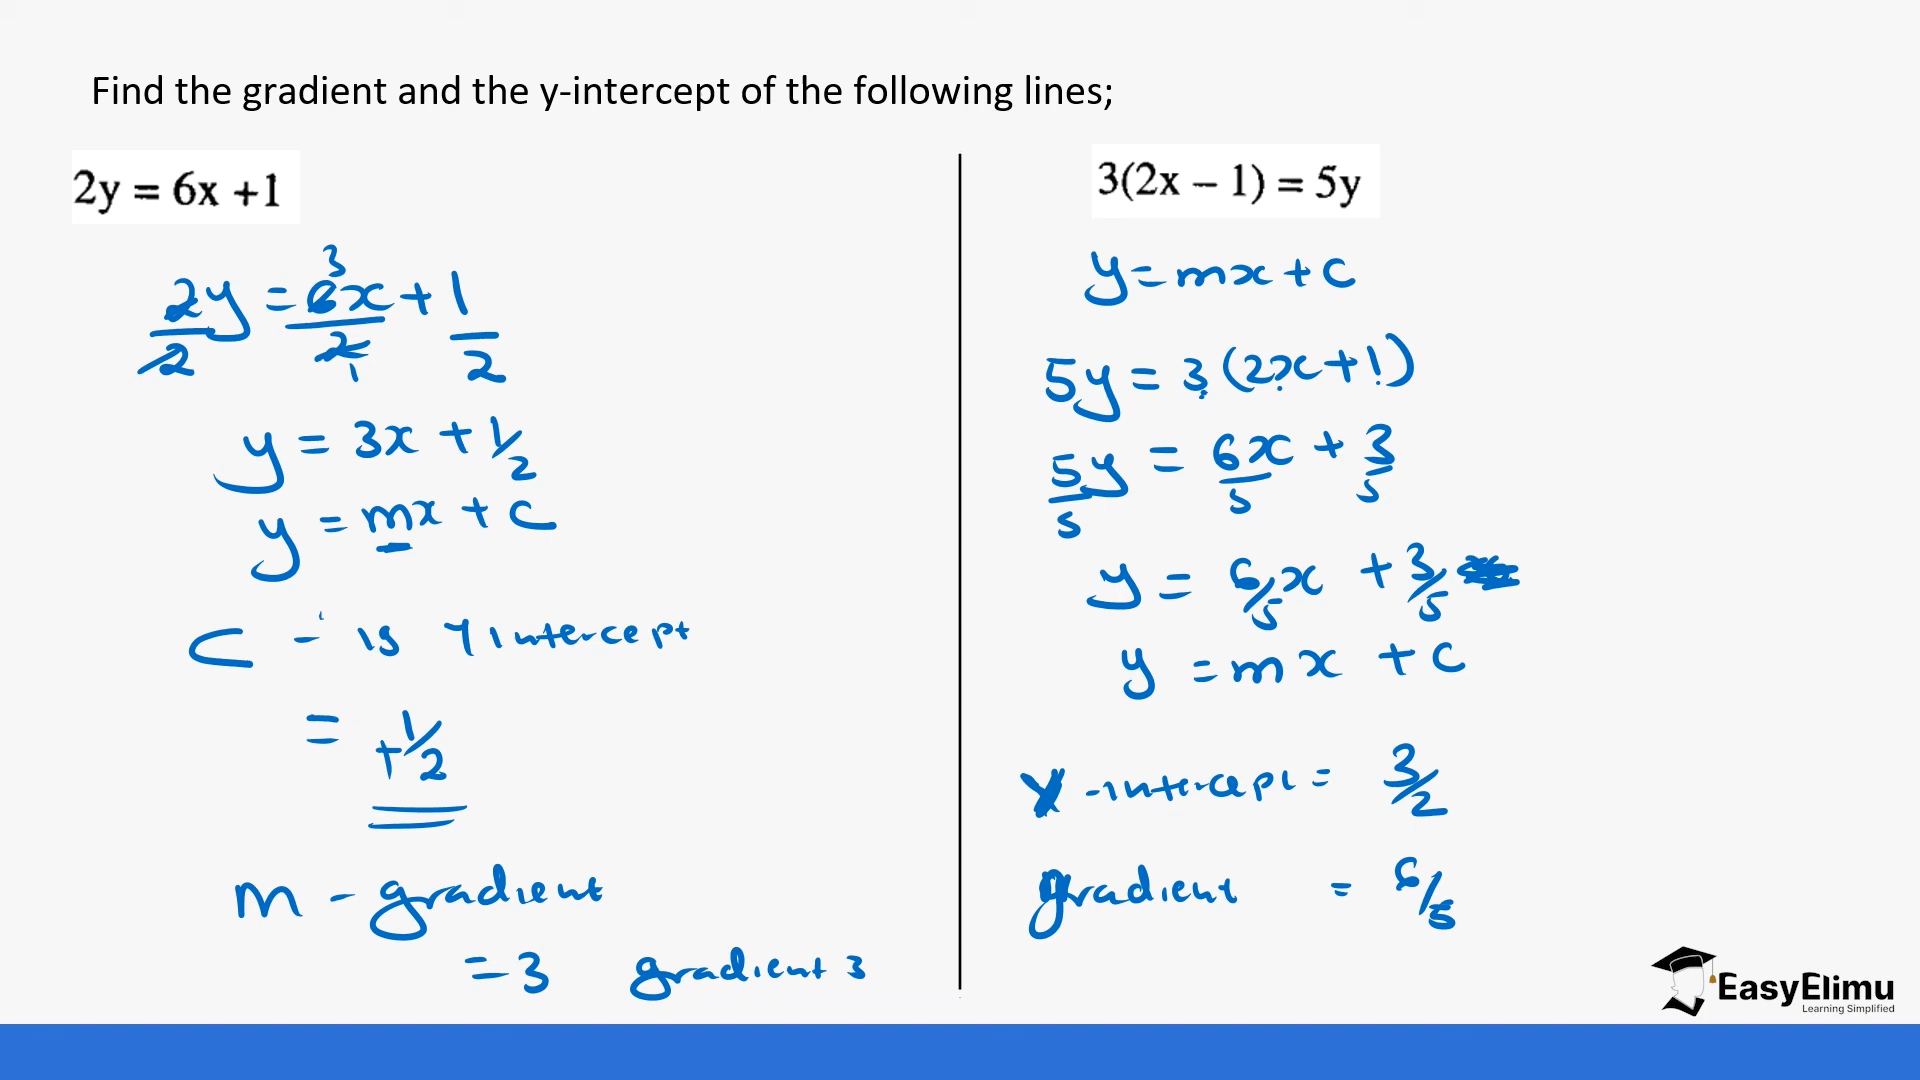 Find the gradient and the y-intercept of the following lines;
2y = 6x +1
3
2y = 6x + 1
2 2 2
1
y = 3x + 1/2
y = mx + c
C - is Y intercept
= +1/2
m - gradient
= 3 gradient 3
3(2x – 1) = 5y
y = mx + c
5y = 3(2x + 1)
5y = 6x + 3
5 5 5
y = 6/5x + 3/5
y = mx + c
Y - intercept = 3/2
gradient = 6/5
EasyElimu
Learning Simplified